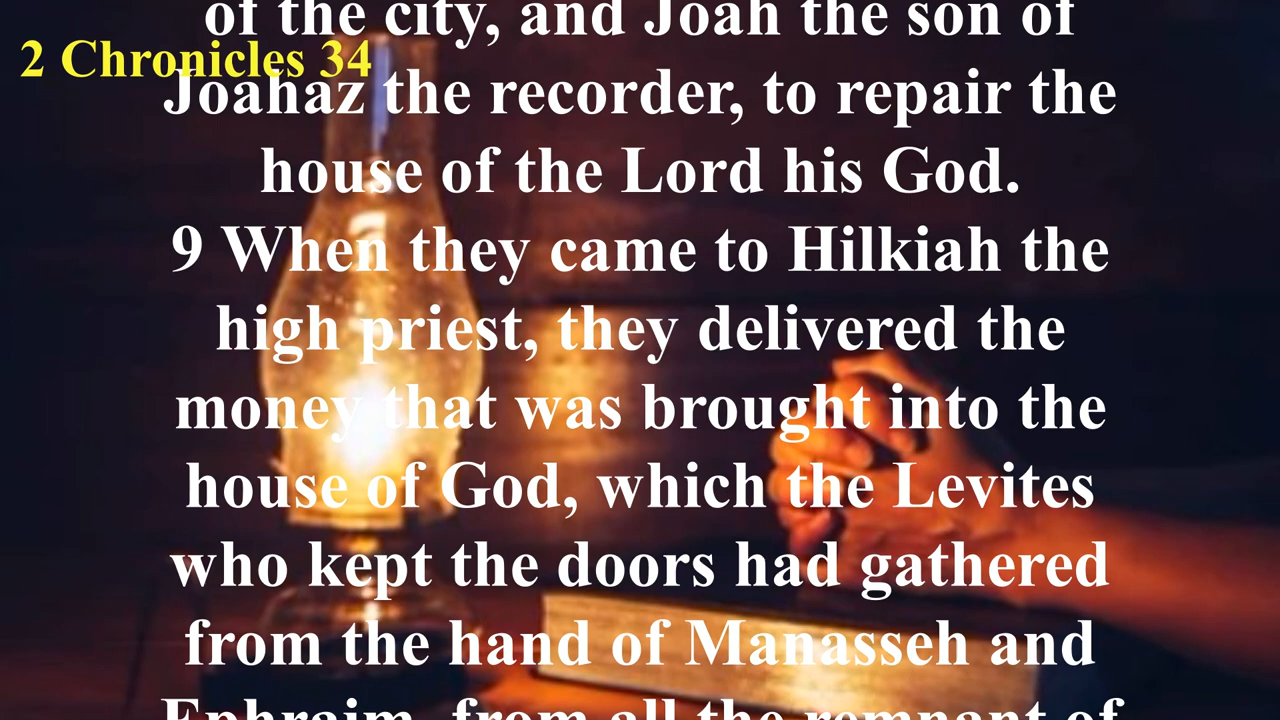 of the city, and Joah the son of
2 Chronicles 34
Joahaz the recorder, to repair the
house of the Lord his God.
9 When they came to Hilkiah the
high priest, they delivered the
money that was brought into the
house of God, which the Levites
who kept the doors had gathered
from the hand of Manasseh and
Ephraim, from all the remnant of